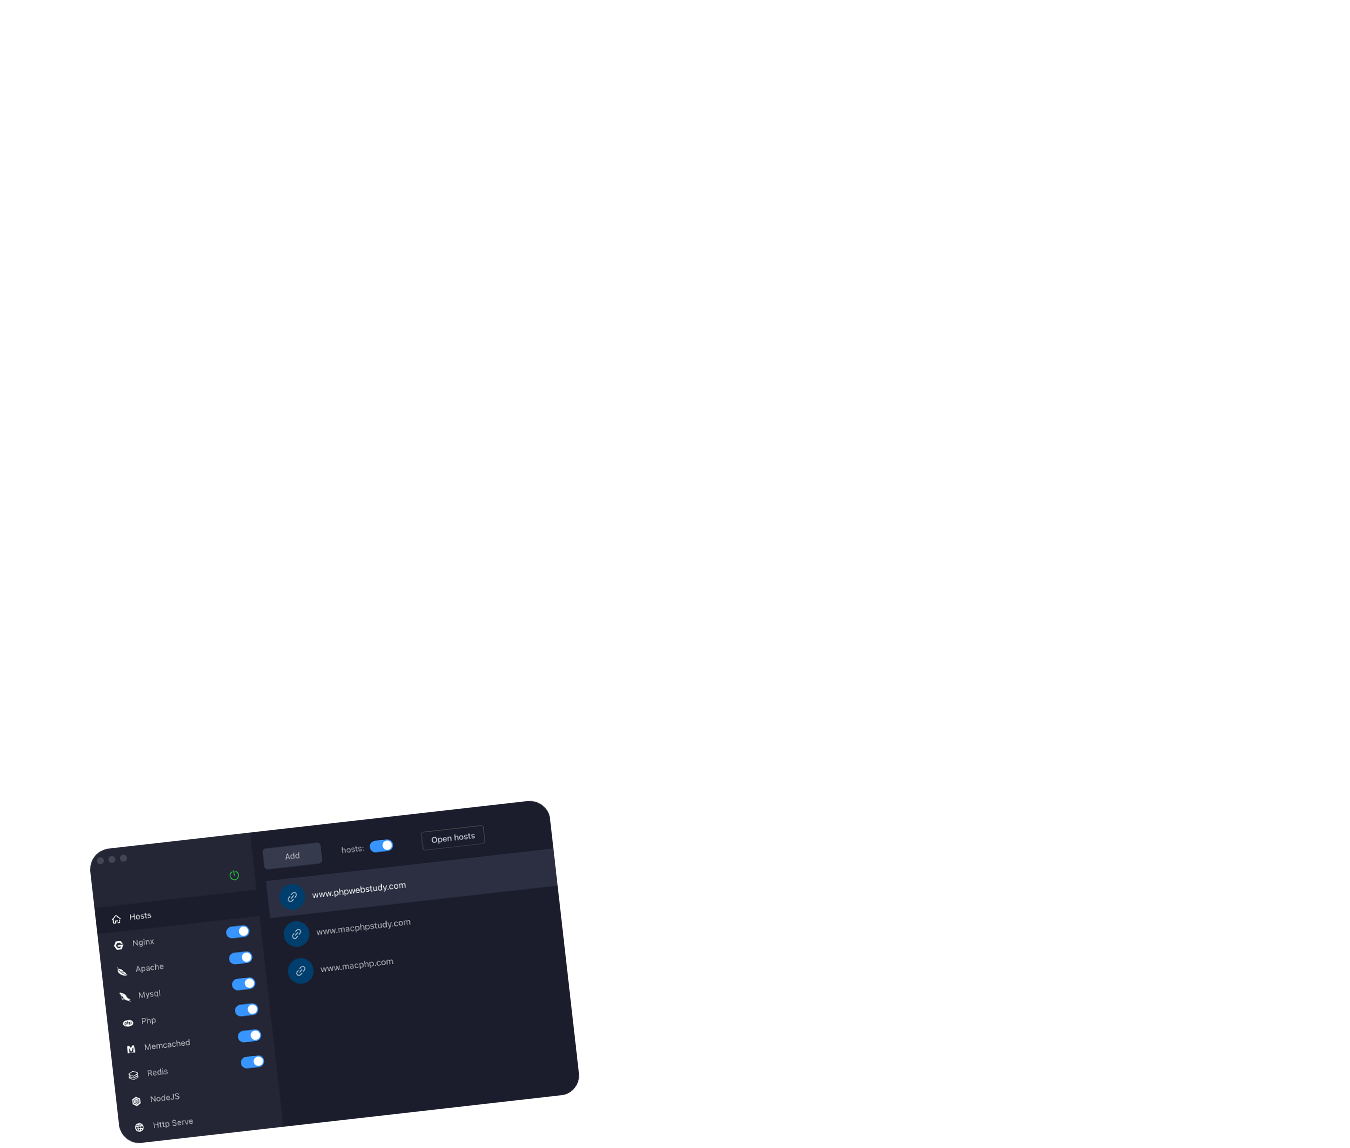 Add
hosts:
Open hosts
Hosts
Nginx
Apache
Mysql
Php
Memcached
Redis
NodeJS
Http Serve
www.phpwebstudy.com
www.macphpstudy.com
www.macphp.com